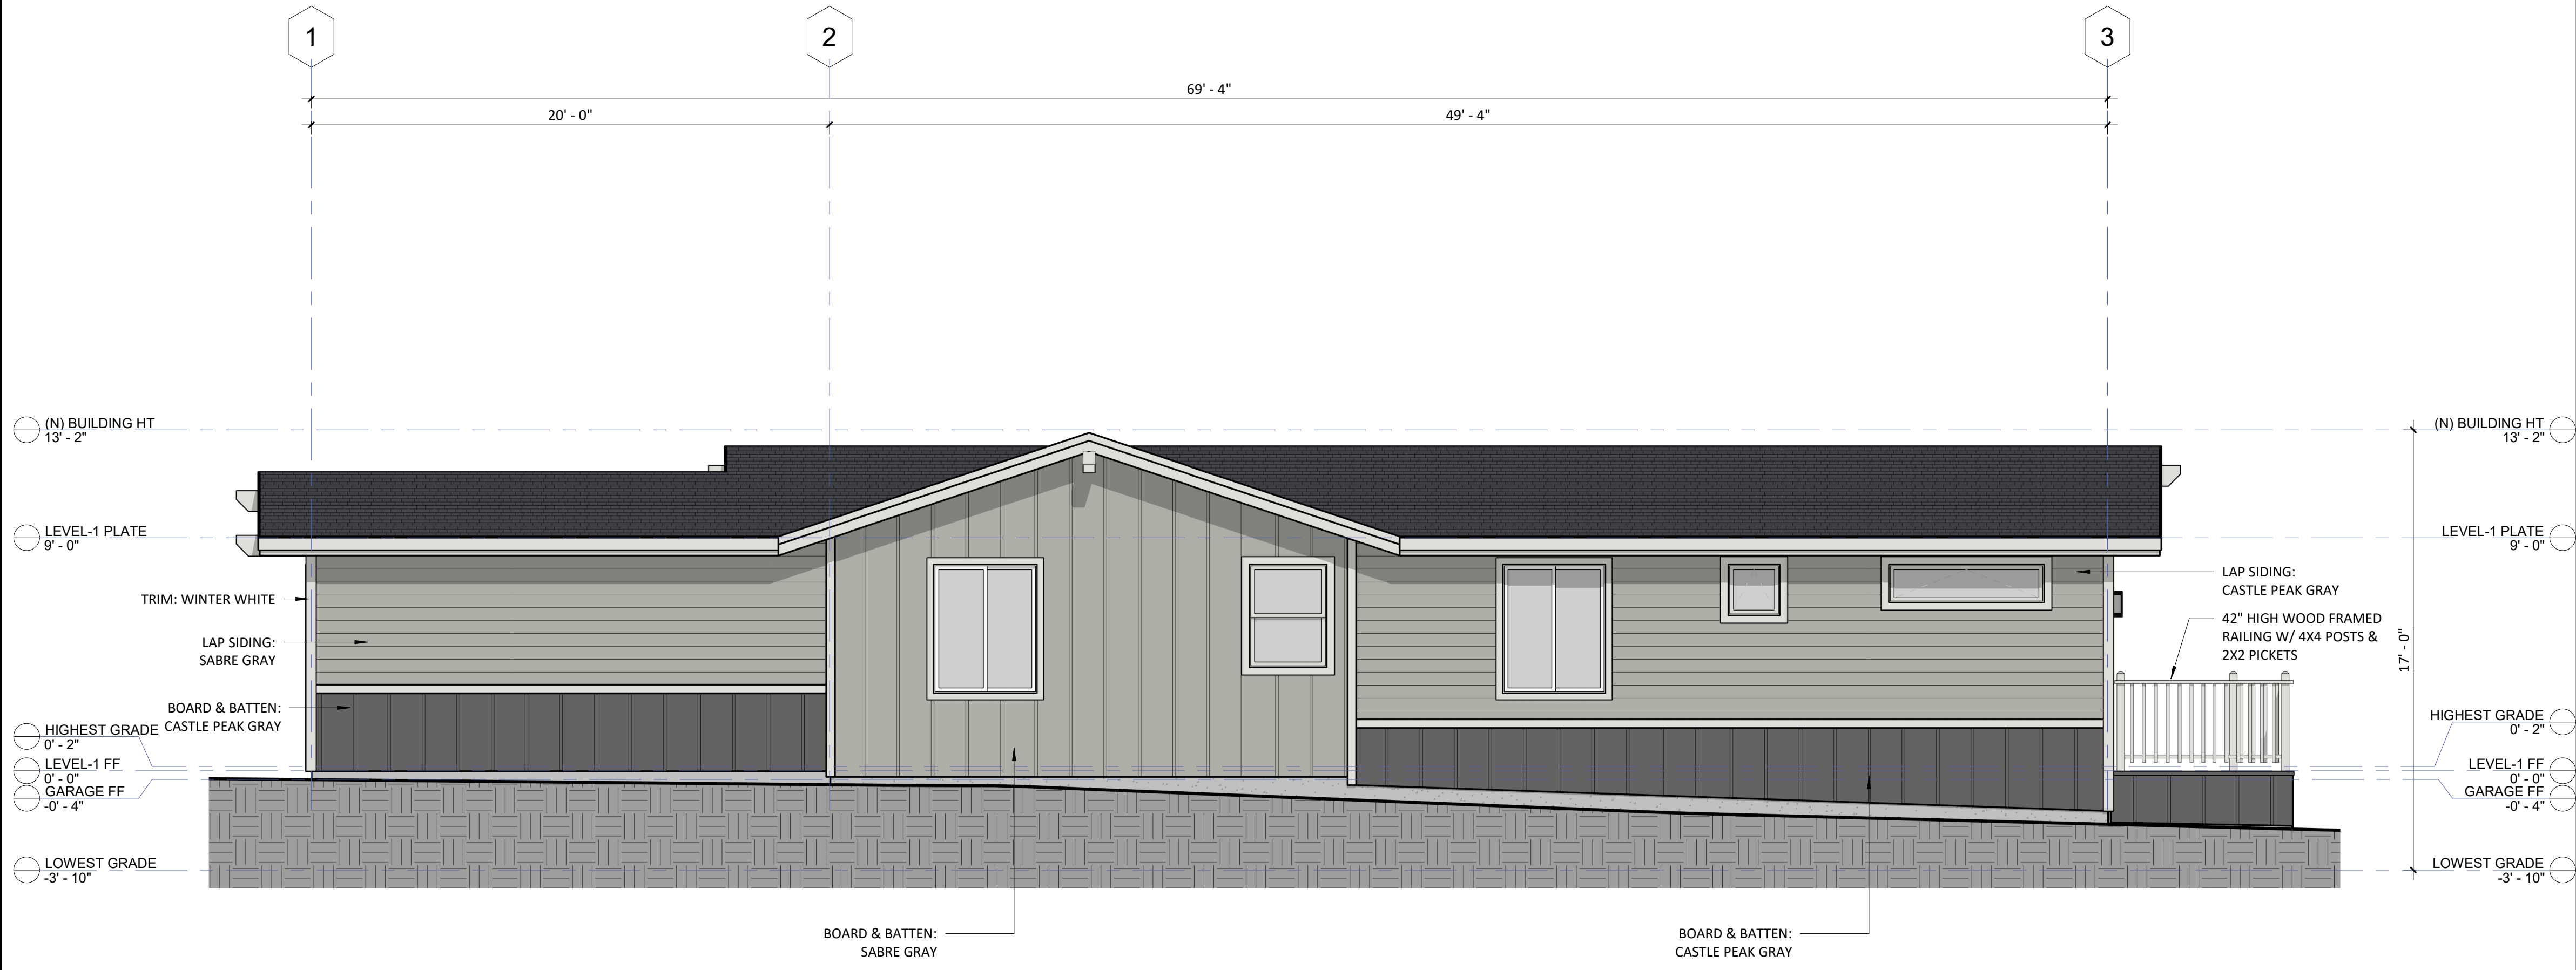 1
2
3
69' - 4"
20' - 0"
49' - 4"
(N) BUILDING HT
13' - 2"
(N) BUILDING HT
13' - 2"
LEVEL-1 PLATE
9' - 0"
LEVEL-1 PLATE
9' - 0"
TRIM: WINTER WHITE
LAP SIDING:
SABRE GRAY
BOARD & BATTEN:
CASTLE PEAK GRAY
LAP SIDING:
CASTLE PEAK GRAY
42" HIGH WOOD FRAMED
RAILING W/ 4X4 POSTS &
2X2 PICKETS
17' - 0"
HIGHEST GRADE
0' - 2"
LEVEL-1 FF
0' - 0"
GARAGE FF
-0' - 4"
LOWEST GRADE
-3' - 10"
HIGHEST GRADE
0' - 2"
LEVEL-1 FF
0' - 0"
GARAGE FF
-0' - 4"
LOWEST GRADE
-3' - 10"
BOARD & BATTEN:
SABRE GRAY
BOARD & BATTEN:
CASTLE PEAK GRAY